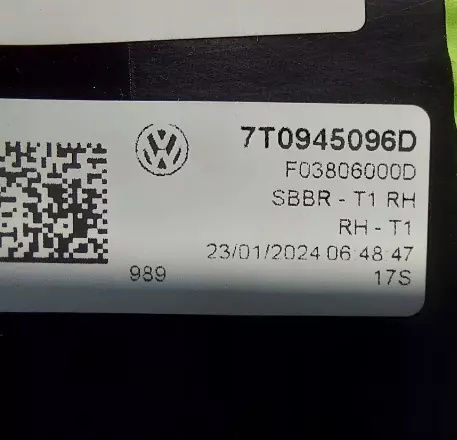 7T0945096D
F03806000D
SBBR - T1 RH
RH - T1
23/01/2024 06:48:47
989 17S